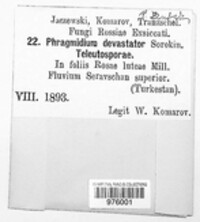 Jaczewski, Komarov, Tranzschel.
Fungi Rossiae Exsiccati.
22. Phragmidium devastator Sorokin.
Teleutosporae.
In foliis Rosae luteae Mill.
Fluvium Seravschan superior.
(Turkestan).
VIII. 1893.
Legit W. Komarov.
976001